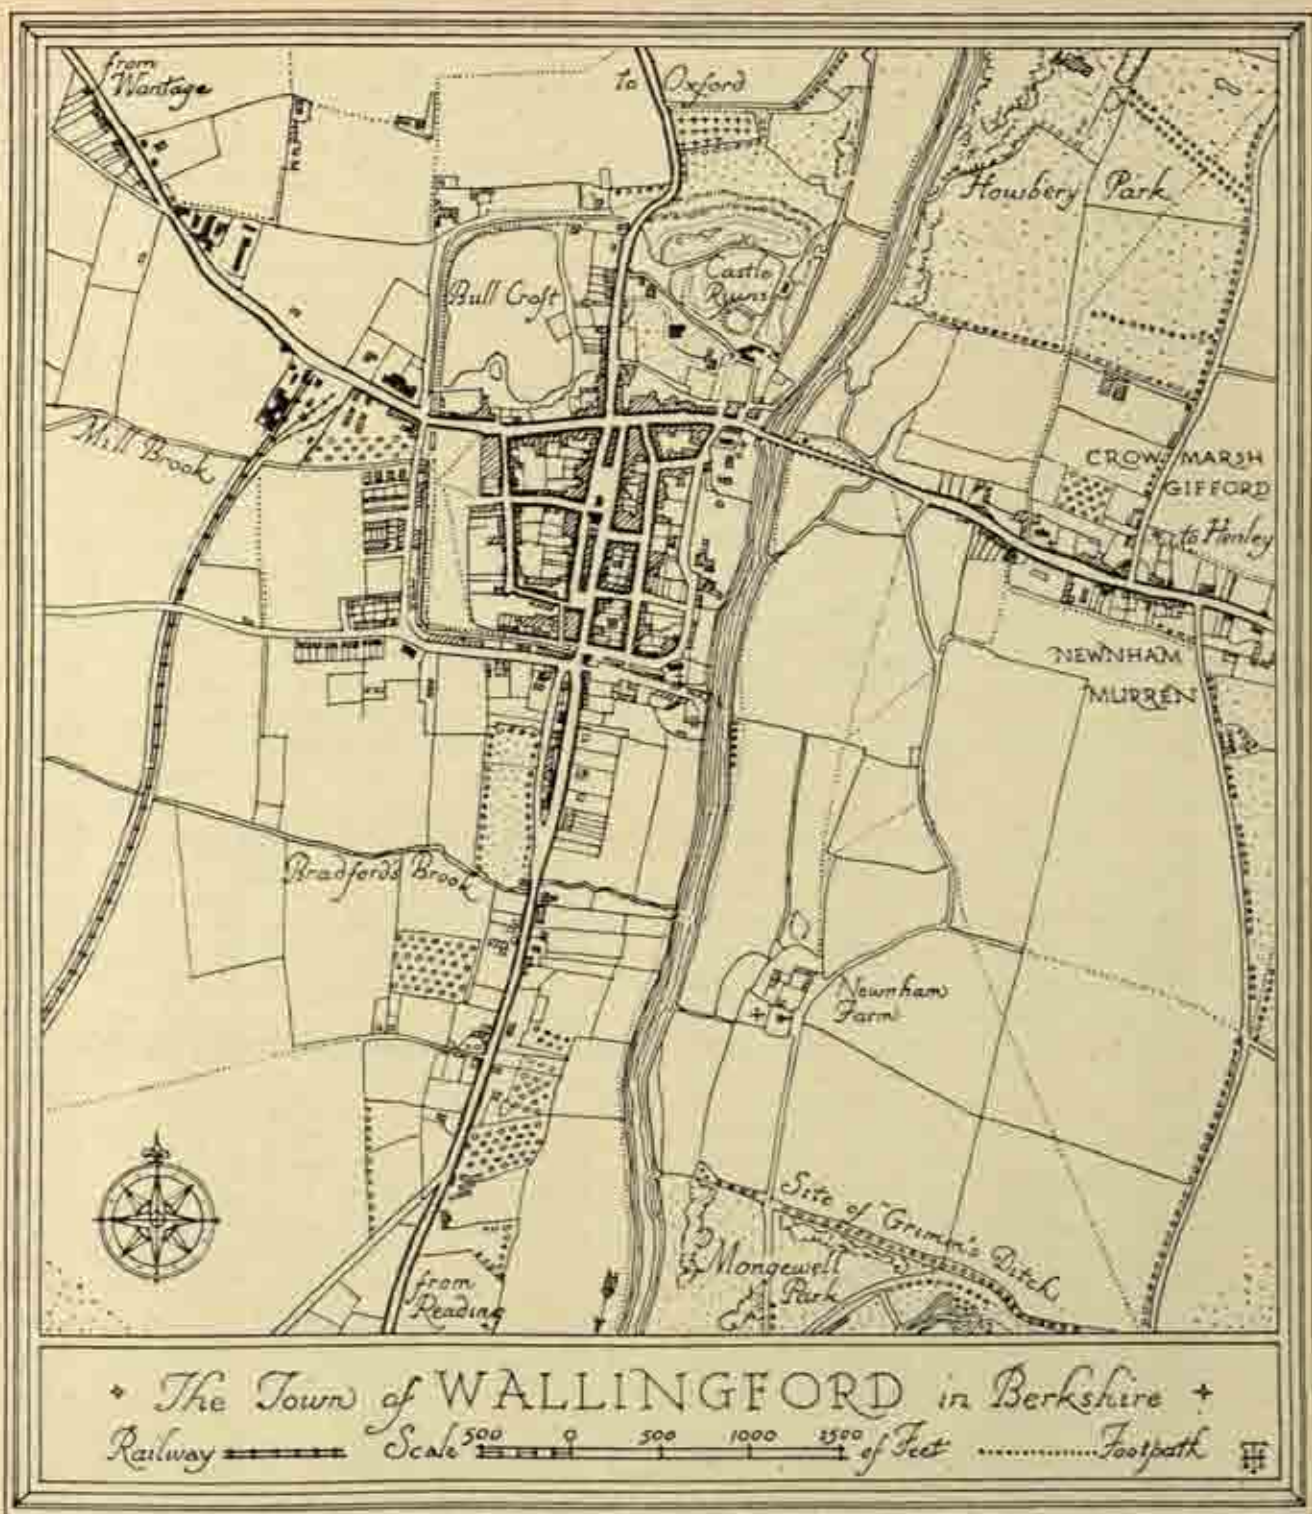 from
Wantage
to Oxford
Howbery Park
Castle
Ruins
Bull Croft
Mill Brook
CROWMARSH
GIFFORD
to Henley
NEWNHAM
MURREN
Bradford's Brook
Newnham
Farm
Site of Grimm's Ditch
Mongewell
Park
from
Reading
The Town of WALLINGFORD in Berkshire
Railway Scale 500 0 500 1000 1500 of Feet Footpath